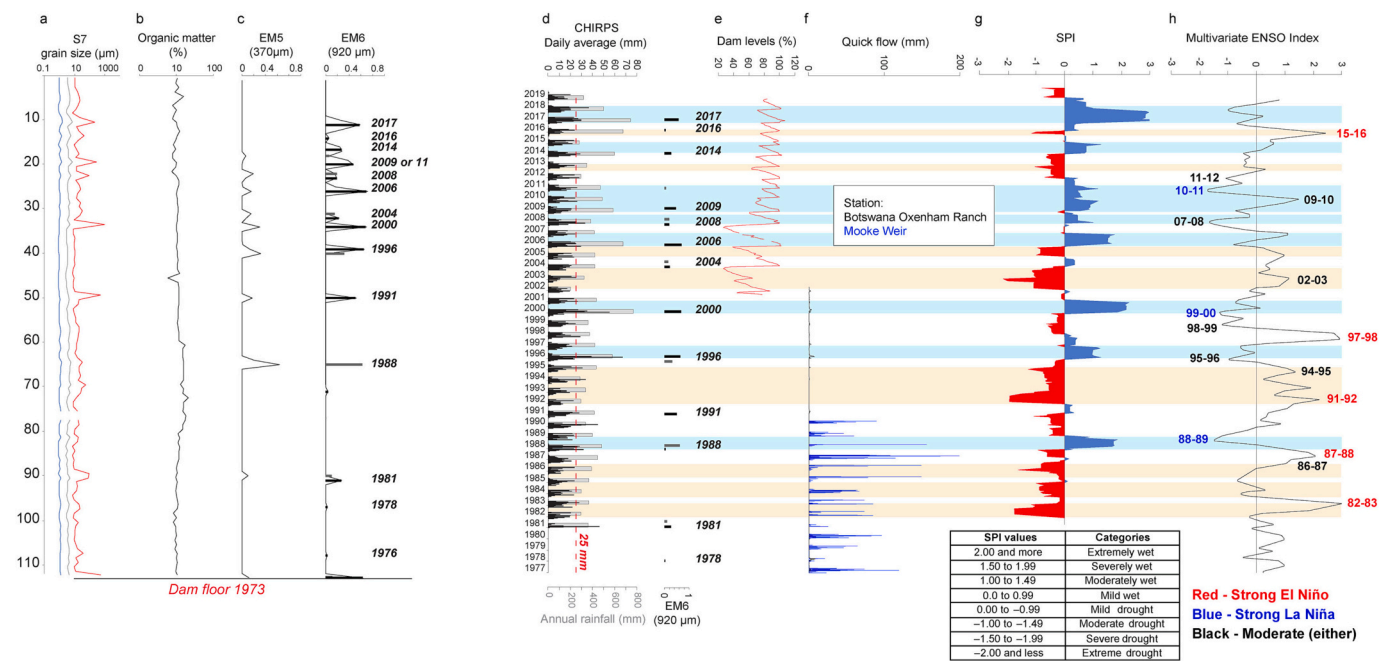 a
S7
grain size (µm)
0.1 10 1000
b
Organic matter
(%)
0 10 100
c
EM5
(370µm)
0 0.4 0.8
EM6
(920 µm)
0 0.4 0.8
10
20
30
40
50
60
70
80
90
100
110
2017
2016
2014
2009 or 11
2008
2006
2004
2000
1996
1991
1988
1981
1978
1976
Dam floor 1973
d
CHIRPS
Daily average (mm)
0 10 20 30 40 50 60 70 80
e
Dam levels (%)
20 40 60 80 100 120
f
Quick flow (mm)
0 100 200
g
SPI
-3 -2 -1 0 1 2 3
h
Multivariate ENSO Index
-3 -2 -1 0 1 2 3
2019
2018
2017
2016
2015
2014
2013
2012
2011
2010
2009
2008
2007
2006
2005
2004
2003
2002
2001
2000
1999
1998
1997
1996
1995
1994
1993
1992
1991
1990
1989
1988
1987
1986
1985
1984
1983
1982
1981
1980
1979
1978
1977
25 mm
2017
2016
2014
2009
2008
2006
2004
2000
1996
1991
1988
1981
1978
Station:
Botswana Oxenham Ranch
Mooke Weir
15-16
11-12
10-11
09-10
07-08
02-03
99-00
98-99
97-98
95-96
94-95
91-92
88-89
87-88
86-87
82-83
0 200 400 600 800 1000
Annual rainfall (mm)
0 1
EM6
(920 µm)
SPI values Categories
2.00 and more Extremely wet
1.50 to 1.99 Severely wet
1.00 to 1.49 Moderately wet
0.0 to 0.99 Mild wet
0.00 to −0.99 Mild drought
−1.00 to −1.49 Moderate drought
−1.50 to −1.99 Severe drought
−2.00 and less Extreme drought
Red - Strong El Niño
Blue - Strong La Niña
Black - Moderate (either)